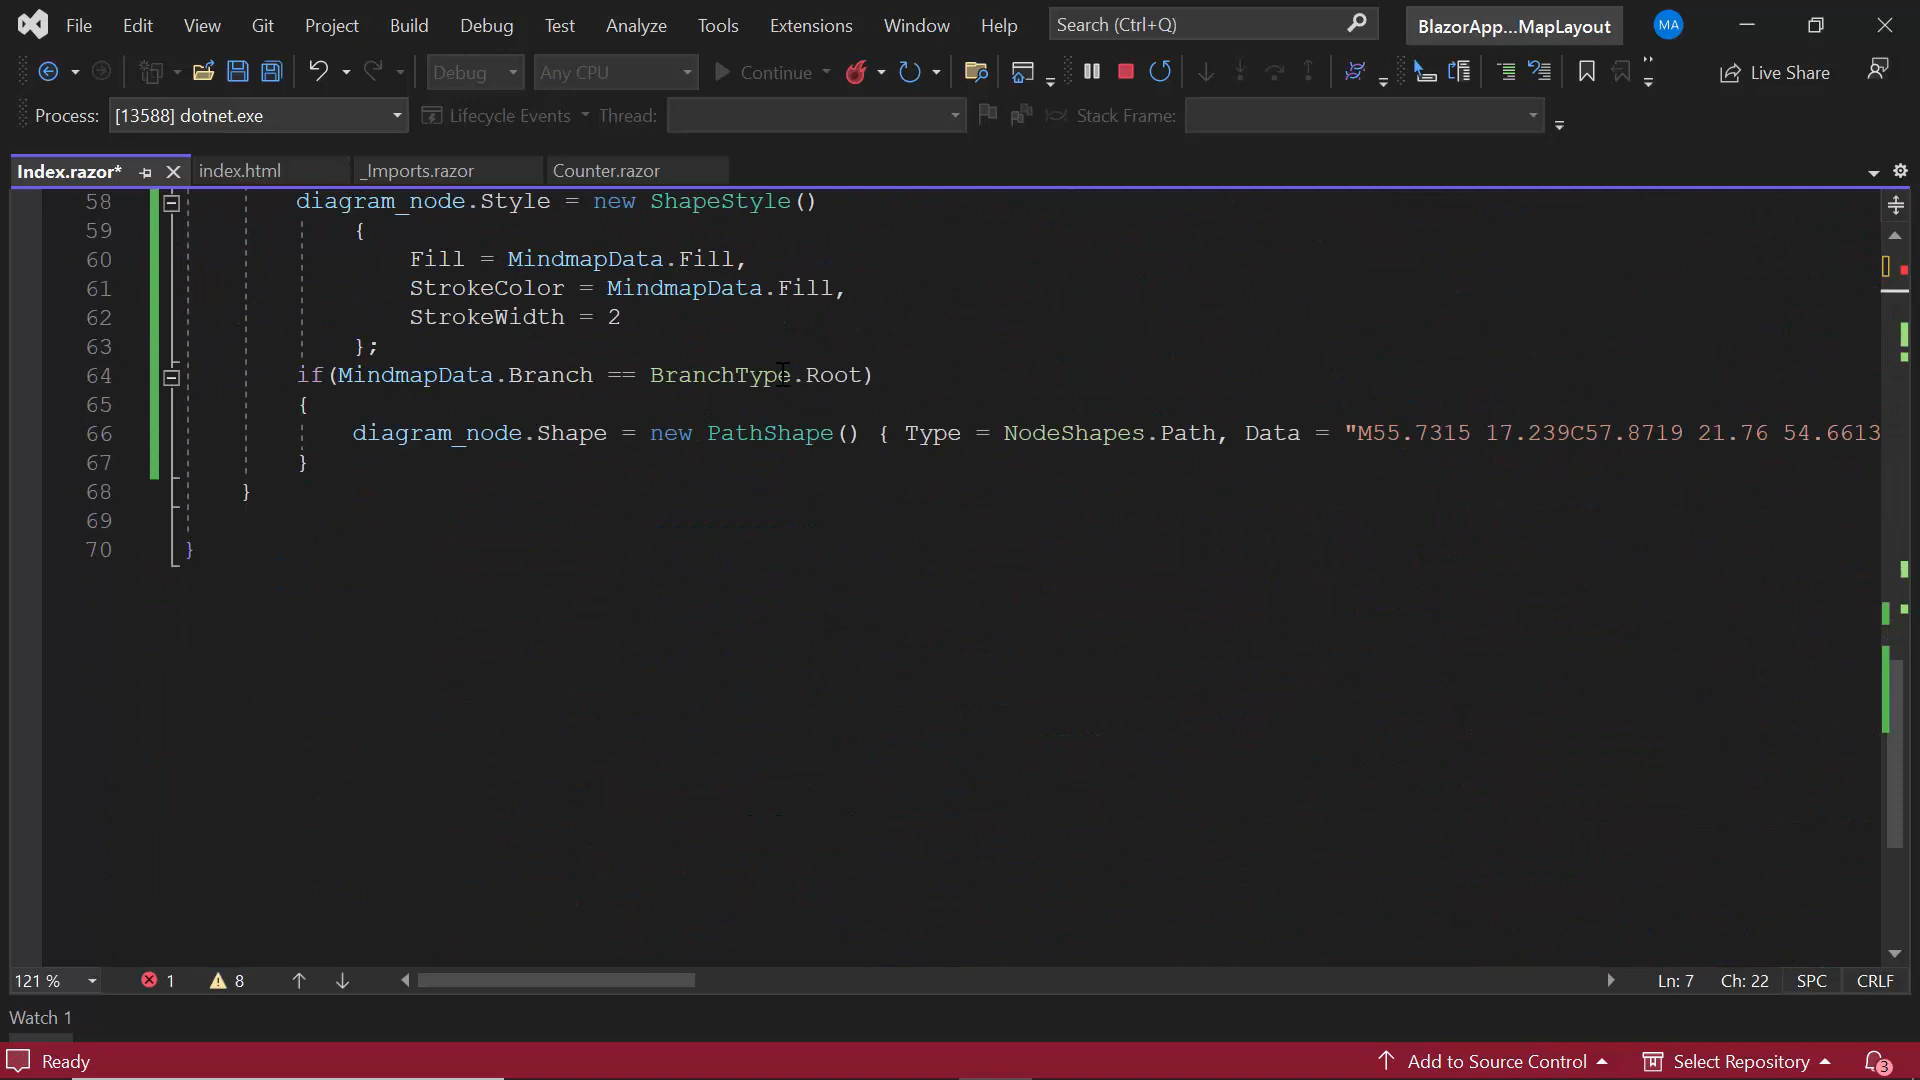 File Edit View Git Project Build Debug Test Analyze Tools Extensions Window Help Search (Ctrl+Q) BlazorApp...MapLayout MA
Debug Any CPU Continue Live Share
Process: [13588] dotnet.exe Lifecycle Events Thread: Stack Frame:
Index.razor* index.html _Imports.razor Counter.razor
58 diagram_node.Style = new ShapeStyle()
59 {
60 Fill = MindmapData.Fill,
61 StrokeColor = MindmapData.Fill,
62 StrokeWidth = 2
63 };
64 if(MindmapData.Branch == BranchType.Root)
65 {
66 diagram_node.Shape = new PathShape() { Type = NodeShapes.Path, Data = "M55.7315 17.239C57.8719 21.76 54.6613
67 }
68 }
69
70 }
121 % 1 8 Ln: 7 Ch: 22 SPC CRLF
Watch 1
Ready Add to Source Control Select Repository 3